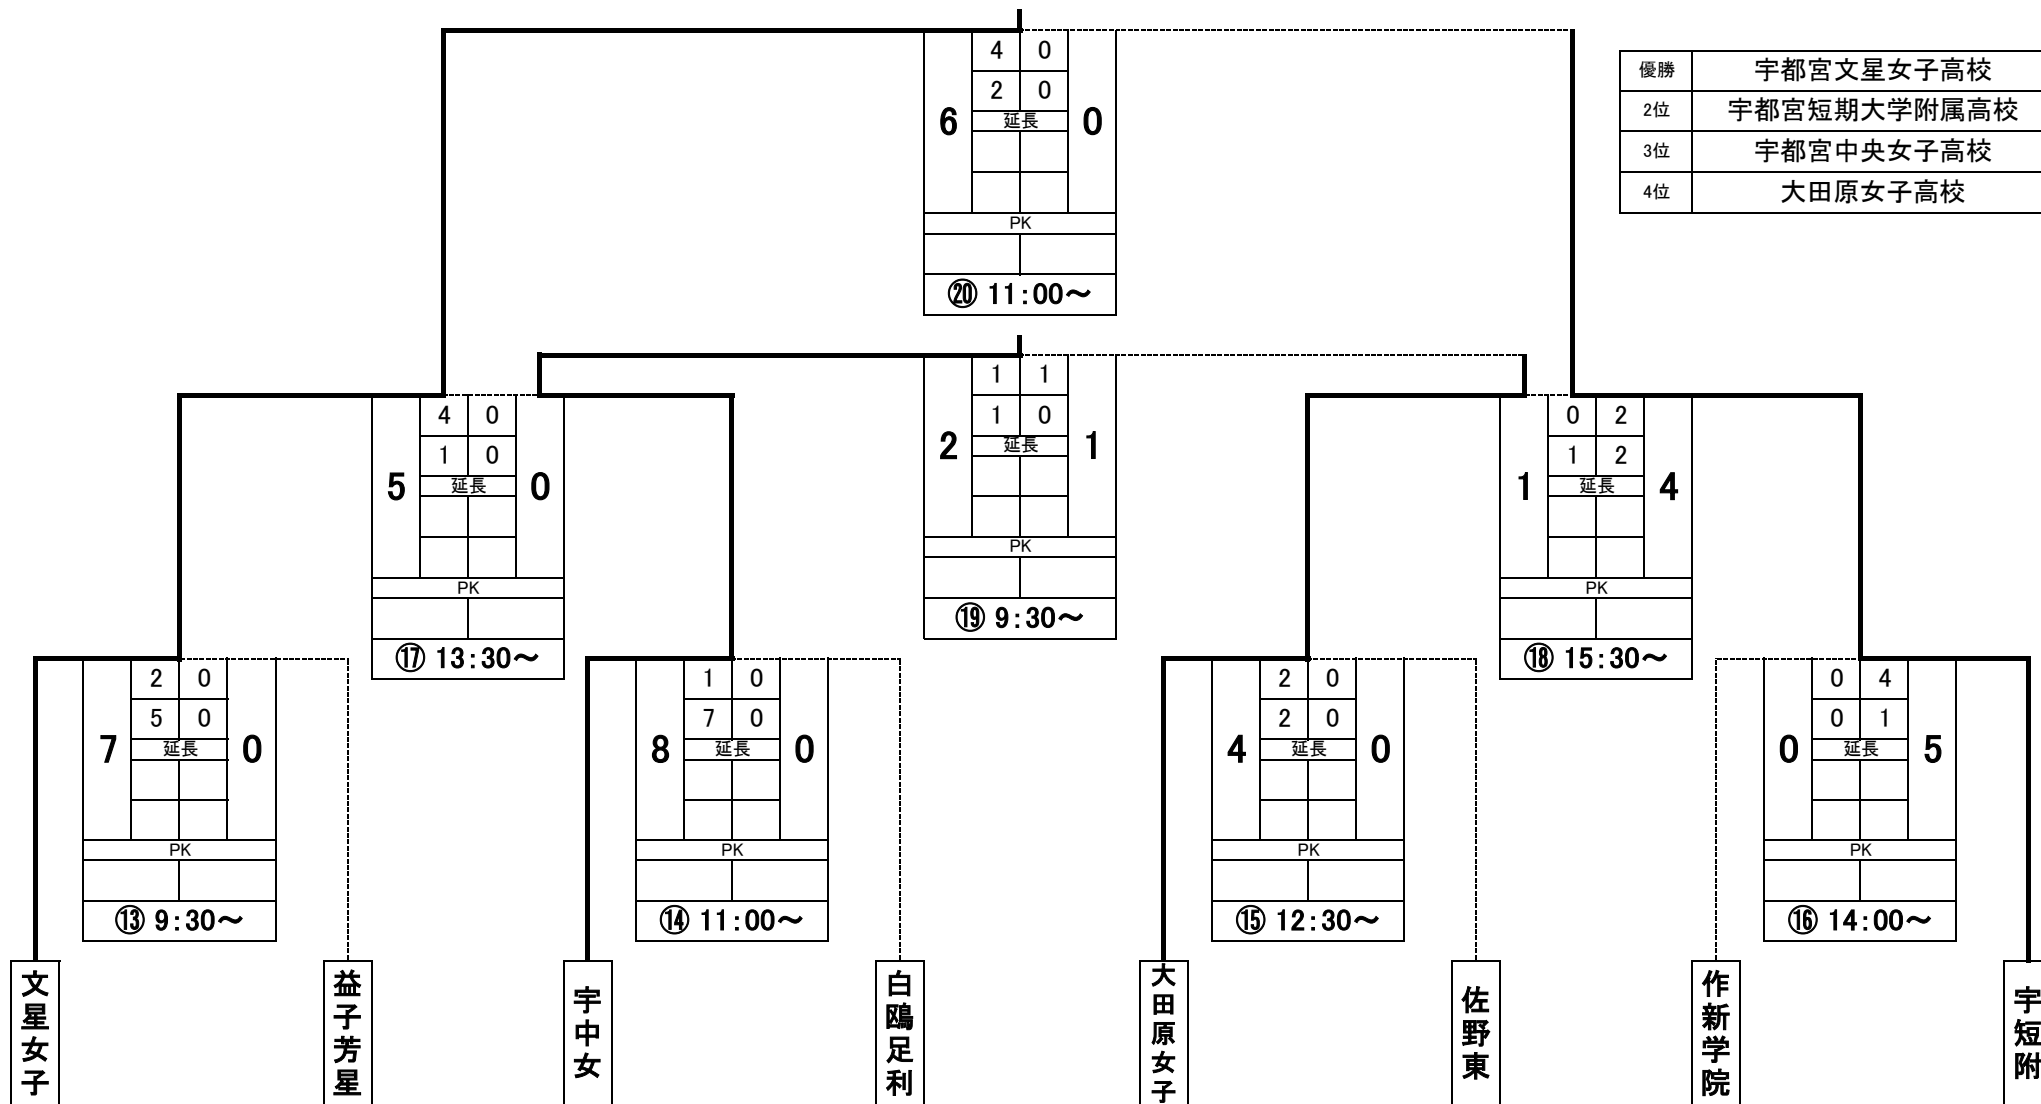 4 0
2 0
6 延長 0
PK
⑳ 11:00～
優勝 宇都宮文星女子高校
2位 宇都宮短期大学附属高校
3位 宇都宮中央女子高校
4位 大田原女子高校
1 1
1 0
2 延長 1
PK
⑲ 9:30～
4 0
1 0
5 延長 0
PK
⑰ 13:30～
0 2
1 2
1 延長 4
PK
⑱ 15:30～
2 0
5 0
7 延長 0
PK
⑬ 9:30～
1 0
7 0
8 延長 0
PK
⑭ 11:00～
2 0
2 0
4 延長 0
PK
⑮ 12:30～
0 4
0 1
0 延長 5
PK
⑯ 14:00～
文星女子
益子芳星
宇中女
白鴎足利
大田原女子
佐野東
作新学院
宇短附